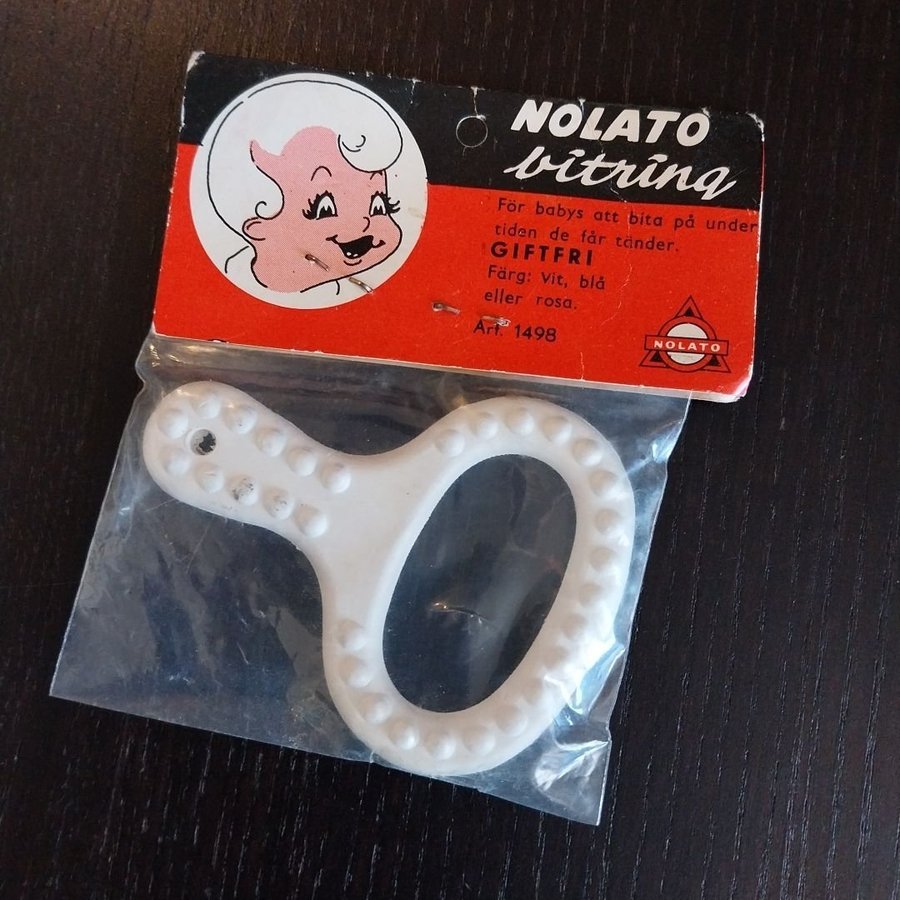 NOLATO
bitring
För babys att bita på under
tiden de får tänder.
GIFTFRI
Färg: Vit, blå
eller rosa.
Art. 1498
NOLATO